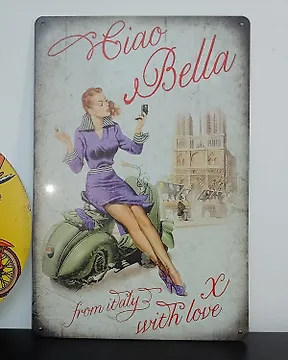 Ciao
Bella
from italy
with love
X